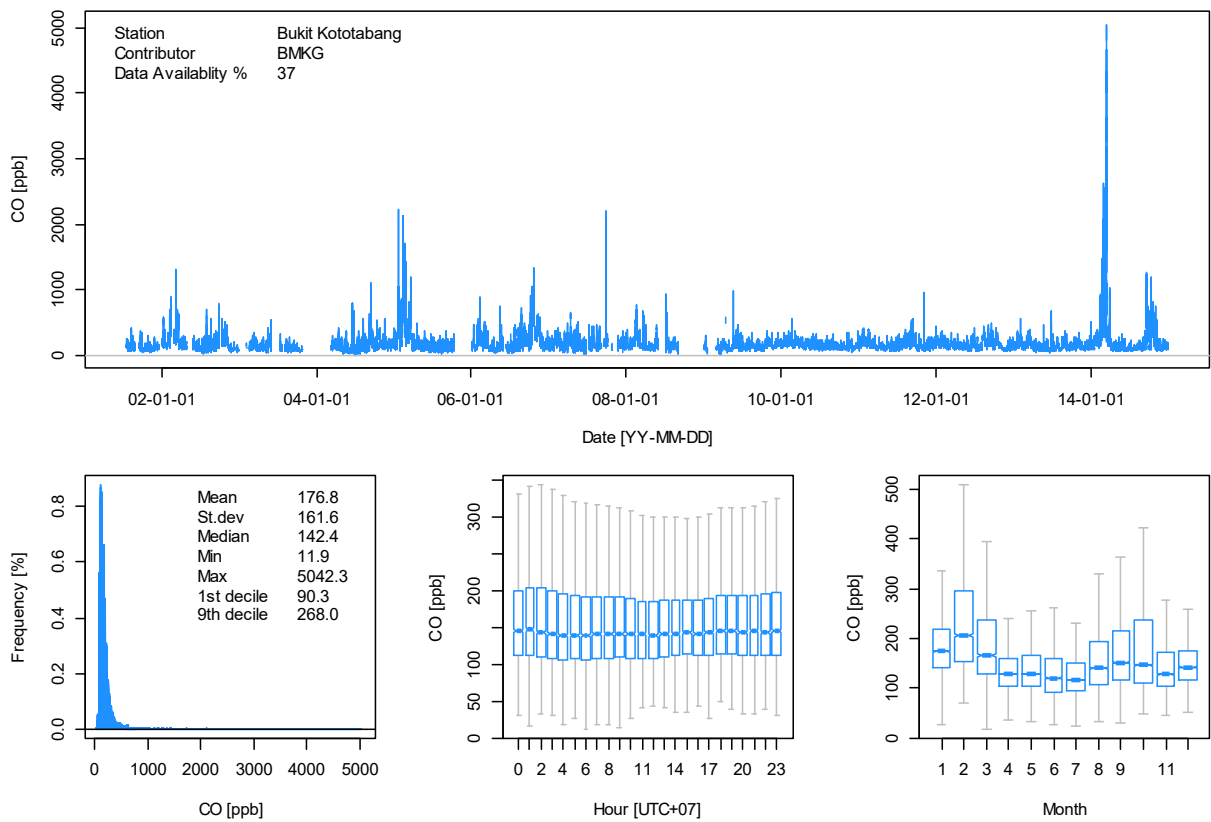 Station Bukit Kototabang
Contributor BMKG
Data Availablity % 37
CO [ppb]
5000
4000
3000
2000
1000
0
02-01-01 04-01-01 06-01-01 08-01-01 10-01-01 12-01-01 14-01-01
Date [YY-MM-DD]
Frequency [%]
0.8
0.6
0.4
0.2
0.0
Mean 176.8
St.dev 161.6
Median 142.4
Min 11.9
Max 5042.3
1st decile 90.3
9th decile 268.0
0 1000 2000 3000 4000 5000
CO [ppb]
CO [ppb]
300
200
100
50
0
0 2 4 6 8 11 14 17 20 23
Hour [UTC+07]
CO [ppb]
500
400
300
200
100
0
1 2 3 4 5 6 7 8 9 11
Month